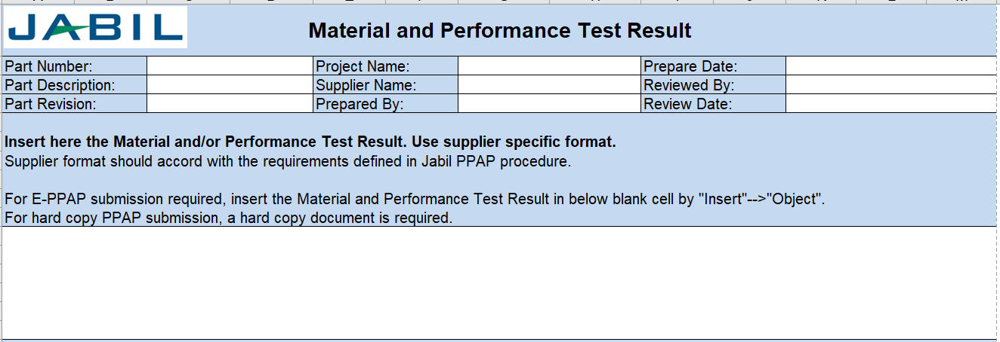 JABIL
Material and Performance Test Result
Part Number: Project Name: Prepare Date:
Part Description: Supplier Name: Reviewed By:
Part Revision: Prepared By: Review Date:
Insert here the Material and/or Performance Test Result. Use supplier specific format.
Supplier format should accord with the requirements defined in Jabil PPAP procedure.
For E-PPAP submission required, insert the Material and Performance Test Result in below blank cell by "Insert"-->"Object".
For hard copy PPAP submission, a hard copy document is required.